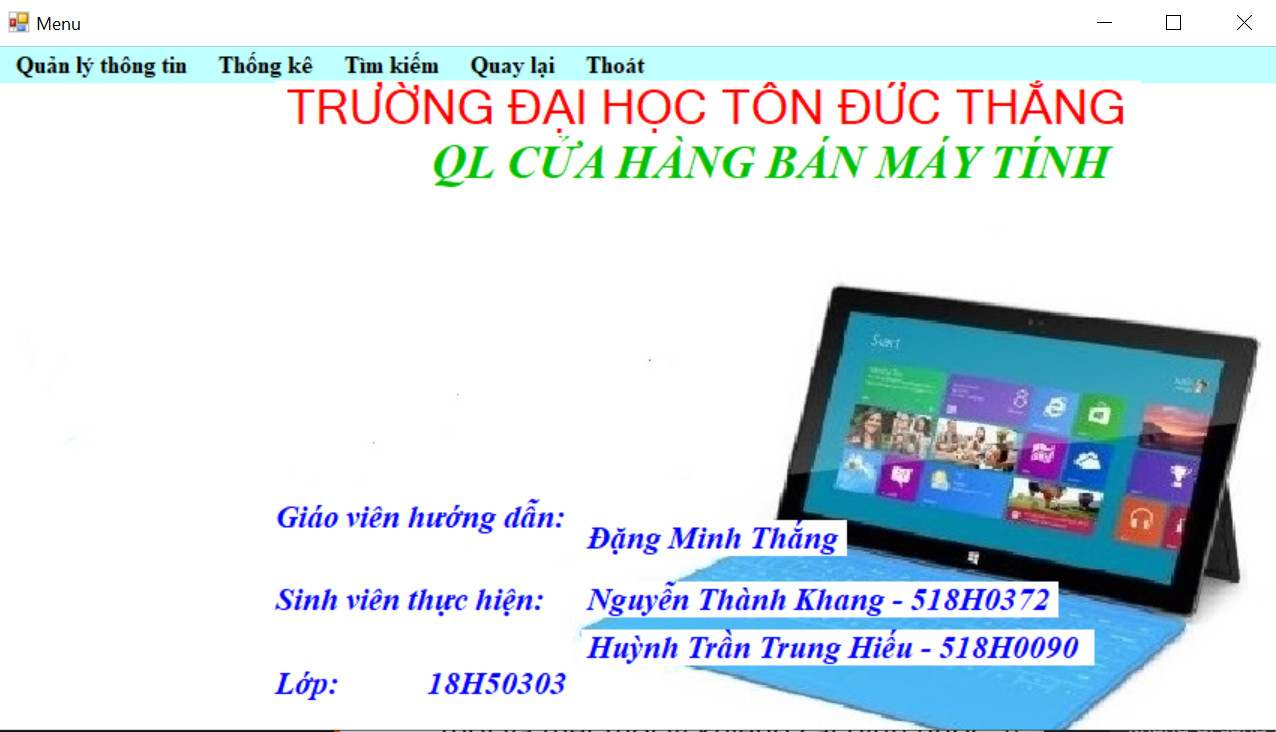 Menu
Quản lý thông tin Thống kê Tìm kiếm Quay lại Thoát
TRƯỜNG ĐẠI HỌC TÔN ĐỨC THẮNG
QL CỬA HÀNG BÁN MÁY TÍNH
Start
Giáo viên hướng dẫn:
Đặng Minh Thắng
Sinh viên thực hiện: Nguyễn Thành Khang - 518H0372
Huỳnh Trần Trung Hiếu - 518H0090
Lớp: 18H50303